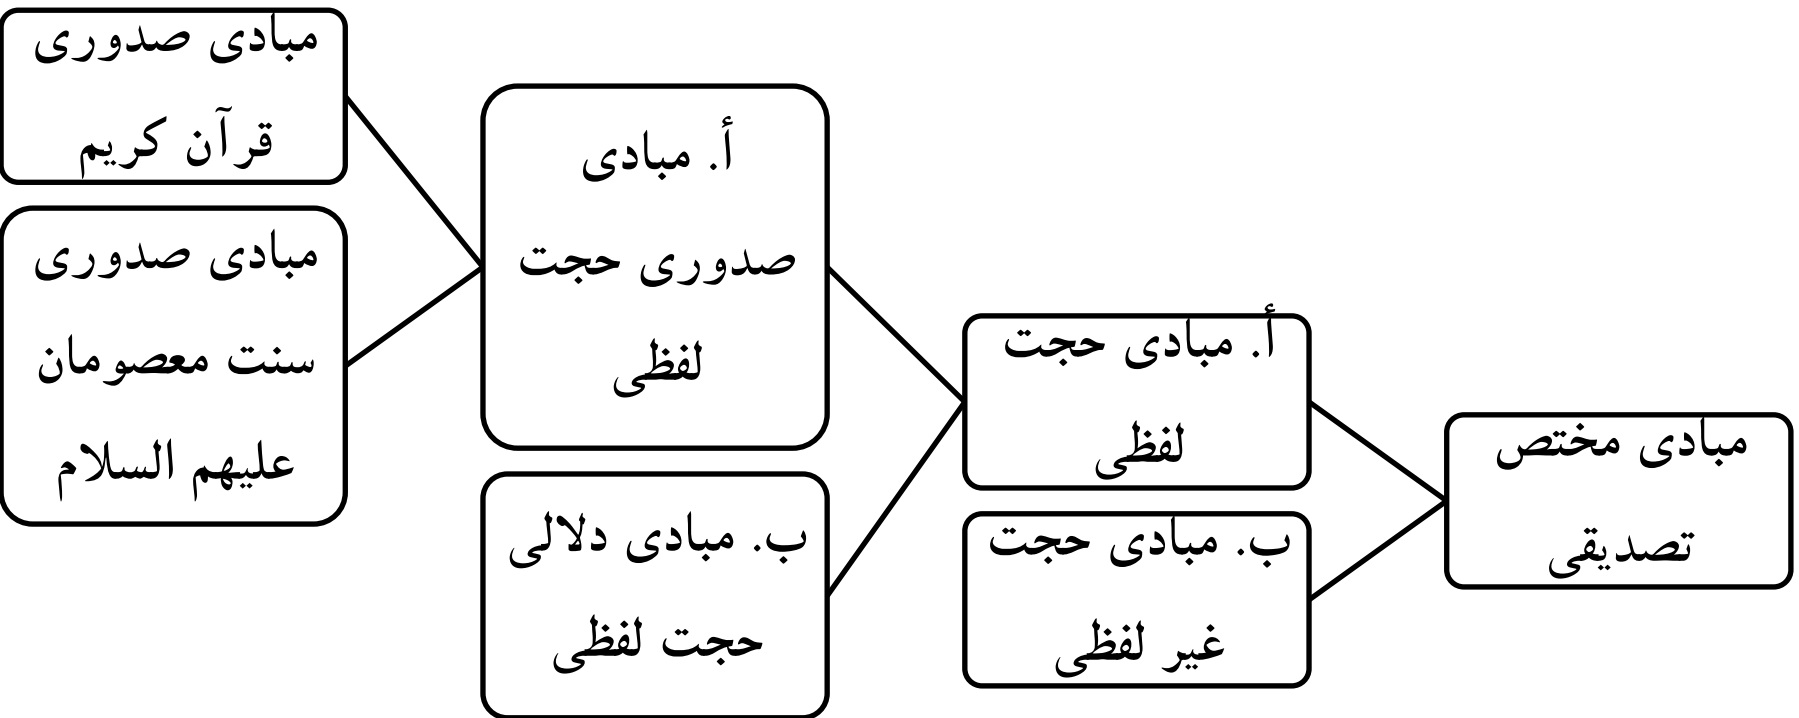 مبادی مختص
تصدیقی
أ. مبادی حجت
لفظی
ب. مبادی حجت
غیر لفظی
أ. مبادی
صدوری حجت
لفظی
ب. مبادی دلالی
حجت لفظی
مبادی صدوری
قرآن کریم
مبادی صدوری
سنت معصومان
علیهم السلام